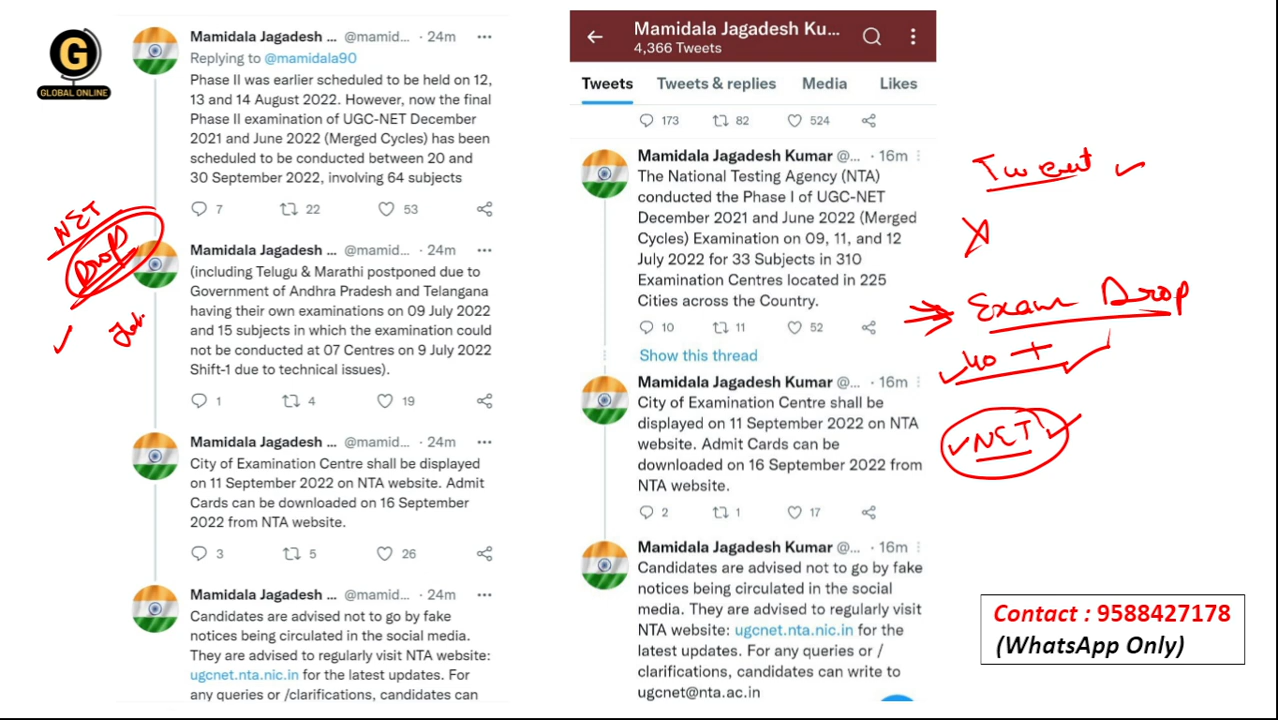 G
GLOBAL ONLINE
Mamidala Jagadesh ... @mamid... · 24m ...
Replying to @mamidala90
Phase II was earlier scheduled to be held on 12,
13 and 14 August 2022. However, now the final
Phase II examination of UGC-NET December
2021 and June 2022 (Merged Cycles) has been
scheduled to be conducted between 20 and
30 September 2022, involving 64 subjects
7 22 53
NET
Drop
Mamidala Jagadesh ... @mamid... · 24m ...
(including Telugu & Marathi postponed due to
Government of Andhra Pradesh and Telangana
having their own examinations on 09 July 2022
and 15 subjects in which the examination could
not be conducted at 07 Centres on 9 July 2022
Shift-1 due to technical issues).
1 4 19
Mamidala Jagadesh ... @mamid... · 24m ...
City of Examination Centre shall be displayed
on 11 September 2022 on NTA website. Admit
Cards can be downloaded on 16 September
2022 from NTA website.
3 5 26
Mamidala Jagadesh ... @mamid... · 24m ...
Candidates are advised not to go by fake
notices being circulated in the social media.
They are advised to regularly visit NTA website:
ugcnet.nta.nic.in for the latest updates. For
any queries or /clarifications, candidates can
Mamidala Jagadesh Ku...
4,366 Tweets
Tweets Tweets & replies Media Likes
173 82 524
Mamidala Jagadesh Kumar @... · 16m
The National Testing Agency (NTA)
conducted the Phase I of UGC-NET
December 2021 and June 2022 (Merged
Cycles) Examination on 09, 11, and 12
July 2022 for 33 Subjects in 310
Examination Centres located in 225
Cities across the Country.
10 11 52
Show this thread
Mamidala Jagadesh Kumar @... · 16m
City of Examination Centre shall be
displayed on 11 September 2022 on NTA
website. Admit Cards can be
downloaded on 16 September 2022 from
NTA website.
2 1 17
Mamidala Jagadesh Kumar @... · 16m
Candidates are advised not to go by fake
notices being circulated in the social
media. They are advised to regularly visit
NTA website: ugcnet.nta.nic.in for the
latest updates. For any queries or /
clarifications, candidates can write to
ugcnet@nta.ac.in
Exam Drop
40 +
NET
Contact : 9588427178
(WhatsApp Only)